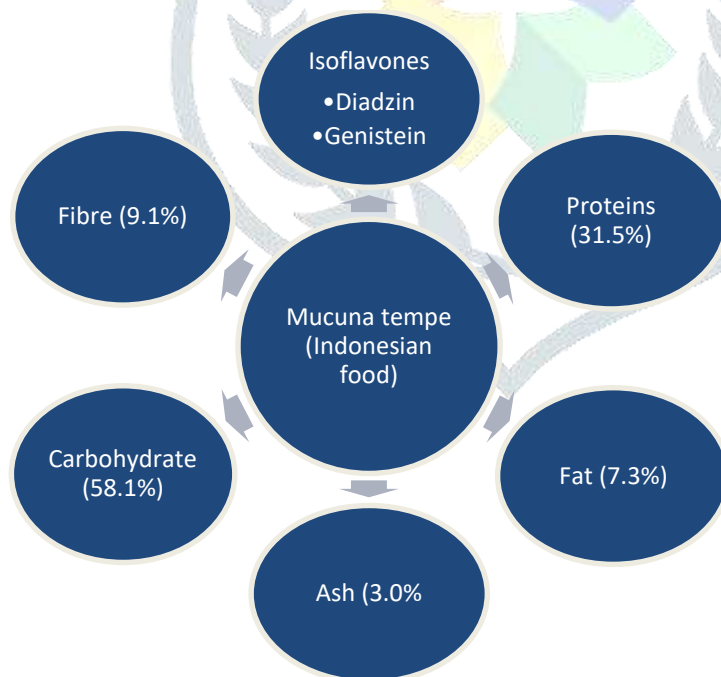 Isoflavones
•Diadzin
•Genistein
Fibre (9.1%)
Proteins
(31.5%)
Mucuna tempe
(Indonesian
food)
Carbohydrate
(58.1%)
Fat (7.3%)
Ash (3.0%